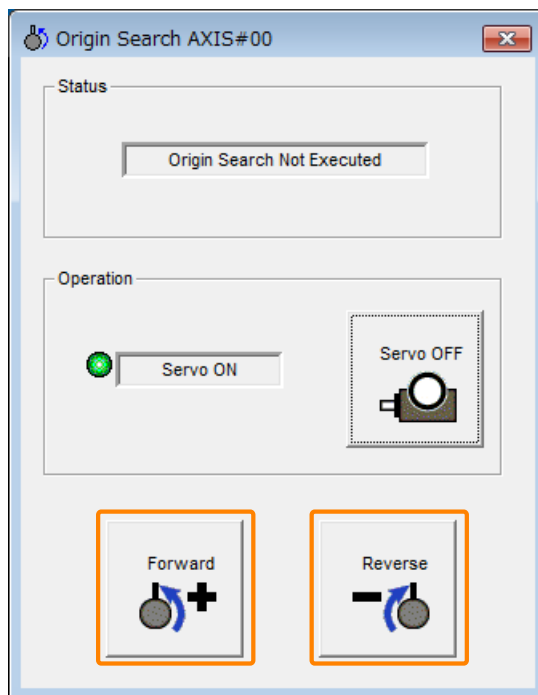 Origin Search AXIS#00
Status
Origin Search Not Executed
Operation
Servo ON
Servo OFF
Forward
Reverse